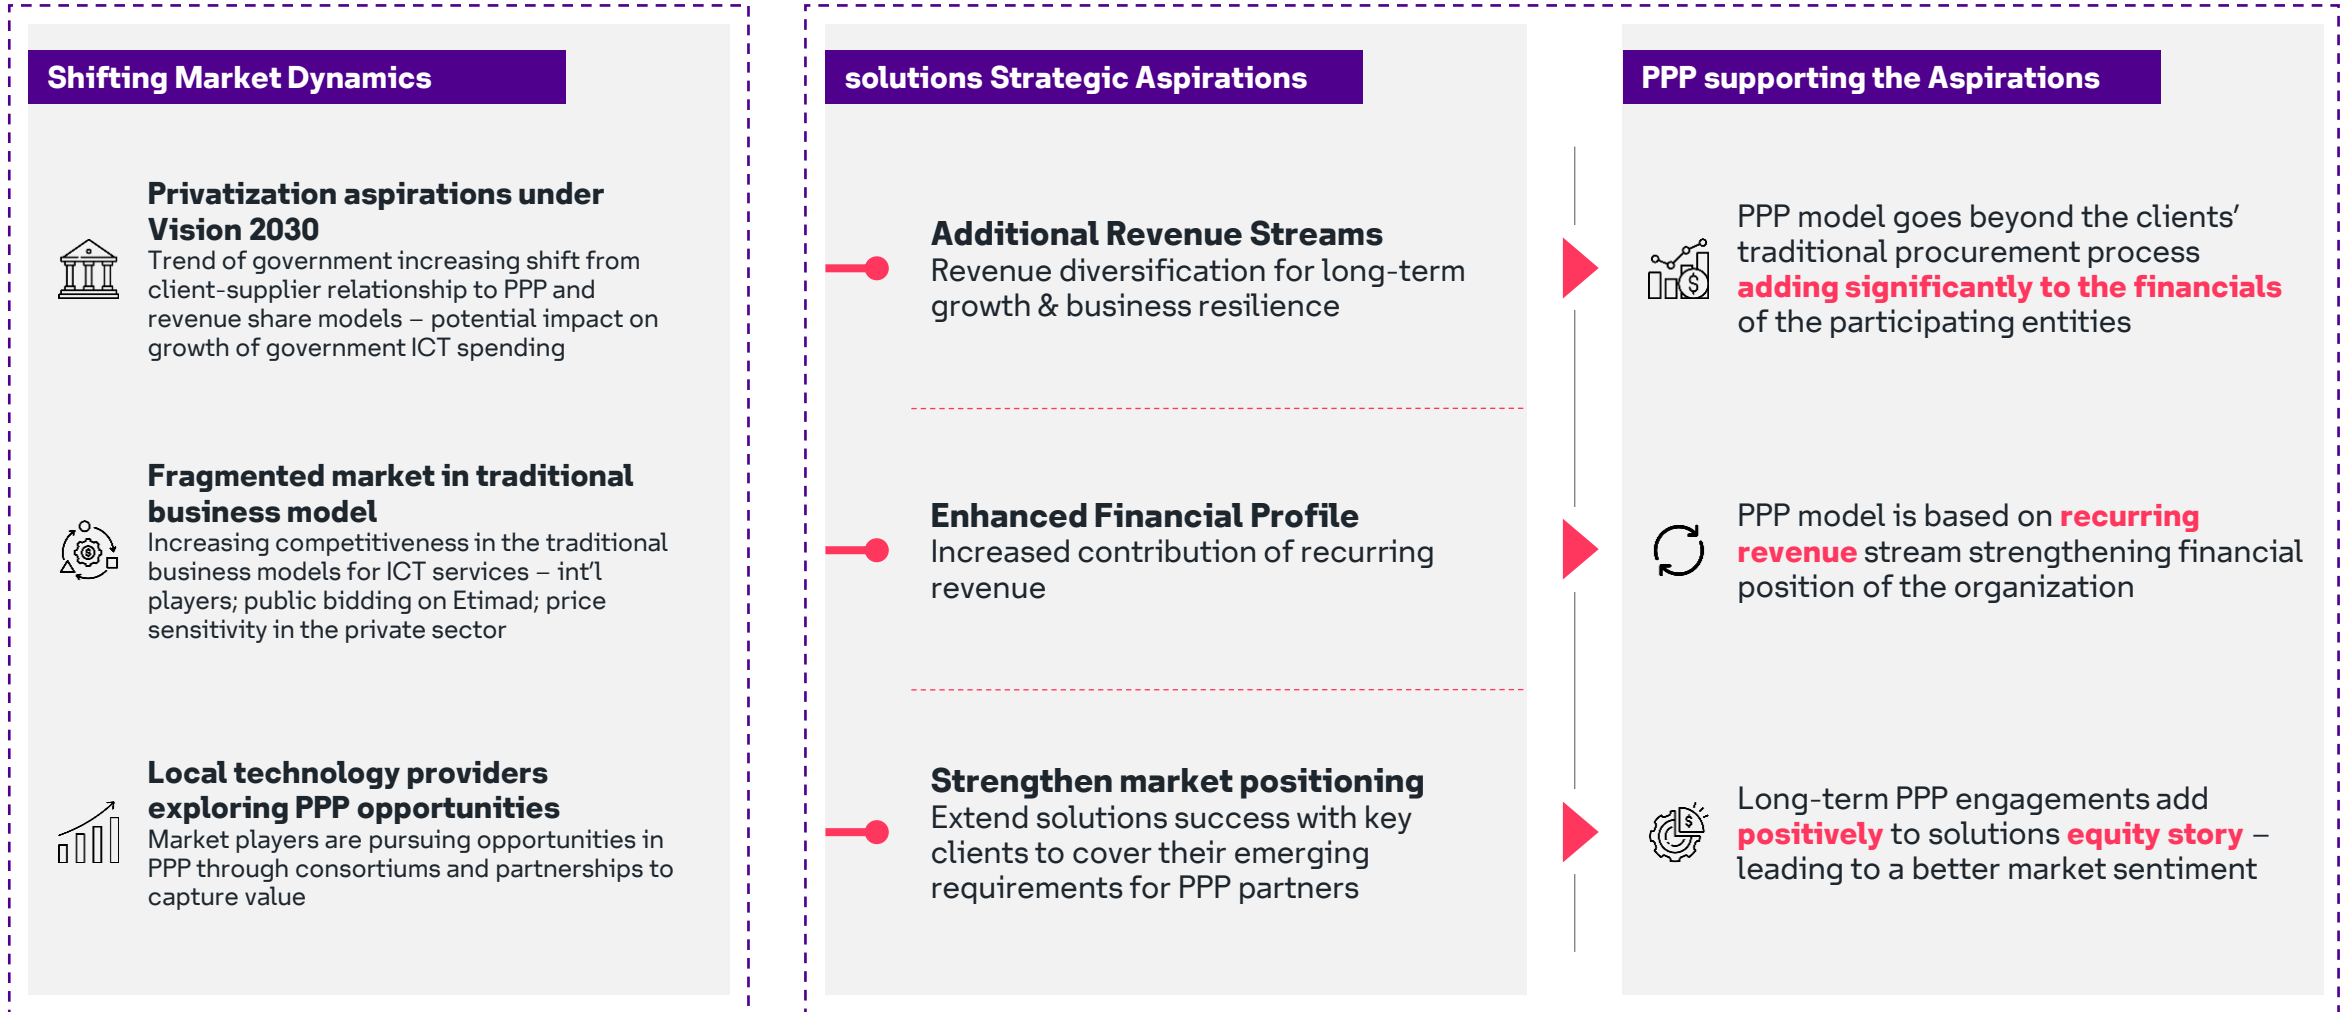 Shifting Market Dynamics
Privatization aspirations under
Vision 2030
Trend of government increasing shift from
client-supplier relationship to PPP and
revenue share models – potential impact on
growth of government ICT spending
Fragmented market in traditional
business model
Increasing competitiveness in the traditional
business models for ICT services – int’l
players; public bidding on Etimad; price
sensitivity in the private sector
Local technology providers
exploring PPP opportunities
Market players are pursuing opportunities in
PPP through consortiums and partnerships to
capture value
solutions Strategic Aspirations
Additional Revenue Streams
Revenue diversification for long-term
growth & business resilience
Enhanced Financial Profile
Increased contribution of recurring
revenue
Strengthen market positioning
Extend solutions success with key
clients to cover their emerging
requirements for PPP partners
PPP supporting the Aspirations
PPP model goes beyond the clients’
traditional procurement process
adding significantly to the financials
of the participating entities
PPP model is based on recurring
revenue stream strengthening financial
position of the organization
Long-term PPP engagements add
positively to solutions equity story –
leading to a better market sentiment